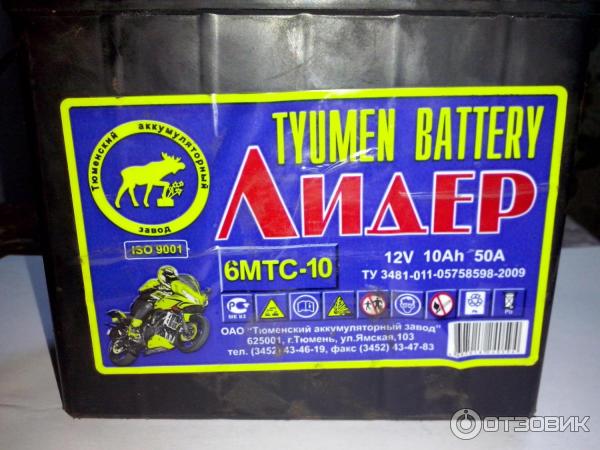 Тюменский аккумуляторный завод
TYUMEN BATTERY
ЛИДЕР
ISO 9001
6МТС-10
12V 10Ah 50A
ТУ 3481-011-05758598-2009
Pb
Pb
ОАО "Тюменский аккумуляторный завод"
625001, г.Тюмень, ул.Ямская,103
тел. (3452) 43-46-19, факс (3452) 43-47-83
ОТЗОВИК